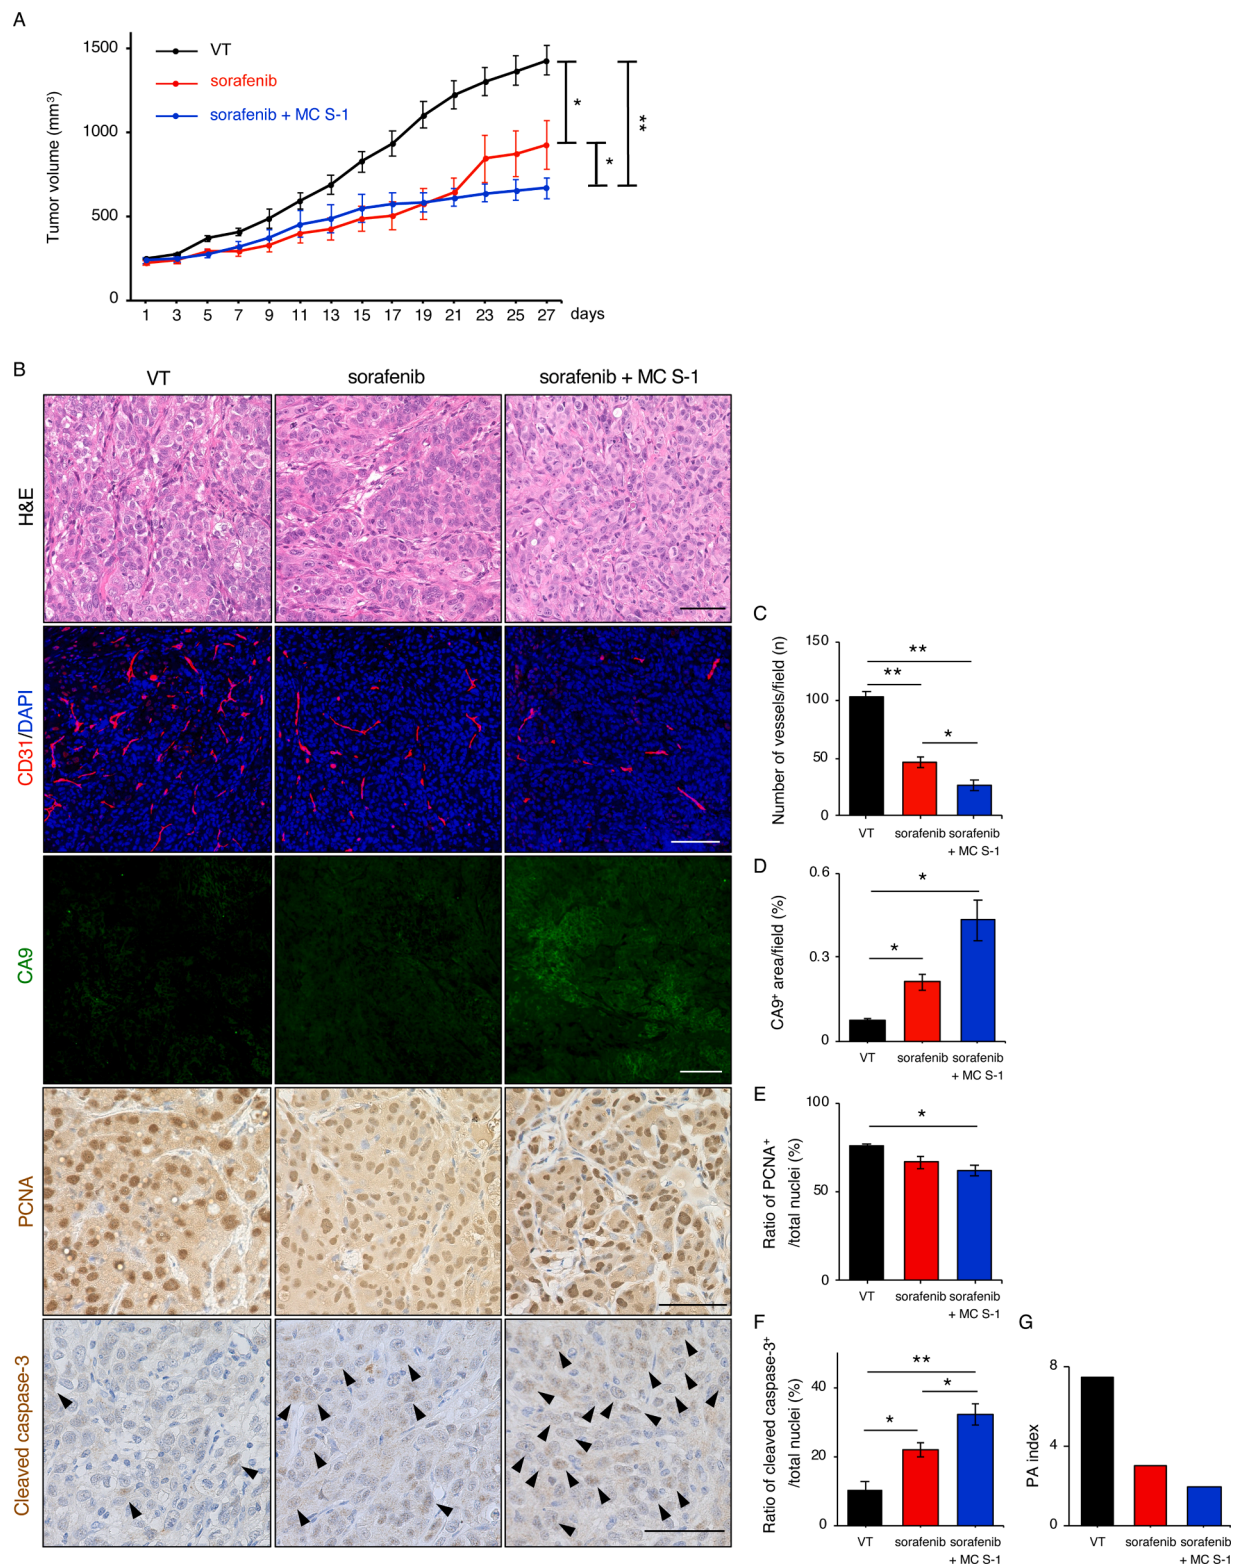 A
1500
1000
500
0
Tumor volume (mm³)
VT
sorafenib
sorafenib + MC S-1
*
*
**
1 3 5 7 9 11 13 15 17 19 21 23 25 27 days
B
VT sorafenib sorafenib + MC S-1
H&E
CD31/DAPI
CA9
PCNA
Cleaved caspase-3
C
Number of vessels/field (n)
150
100
50
0
**
**
*
VT sorafenib sorafenib
+ MC S-1
D
CA9⁺ area/field (%)
0.6
0.3
0
*
*
VT sorafenib sorafenib
+ MC S-1
E
Ratio of PCNA⁺
/total nuclei (%)
100
50
0
*
VT sorafenib sorafenib
+ MC S-1
F
Ratio of cleaved caspase-3⁺
/total nuclei (%)
40
20
0
**
*
*
VT sorafenib sorafenib
+ MC S-1
G
PA index
8
4
0
VT sorafenib sorafenib
+ MC S-1